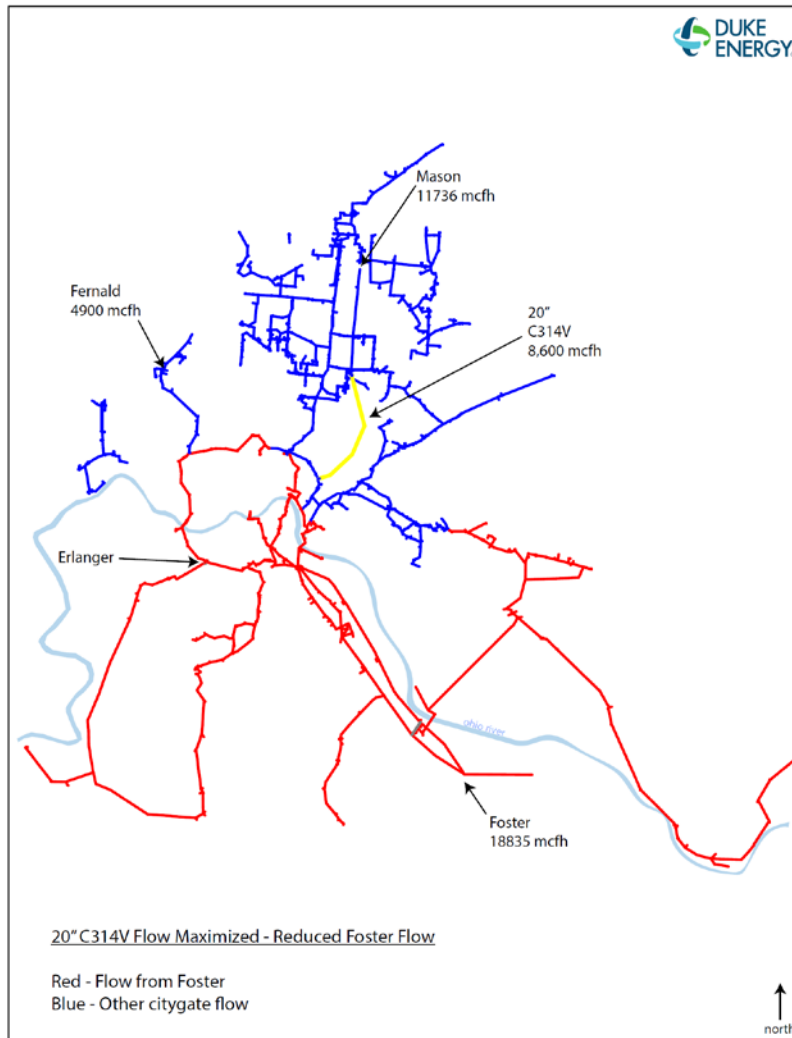 DUKE
ENERGY.
Mason
11736 mcfh
Fernald
4900 mcfh
20"
C314V
8,600 mcfh
Erlanger
ohio river
Foster
18835 mcfh
20" C314V Flow Maximized - Reduced Foster Flow
Red - Flow from Foster
Blue - Other citygate flow
north